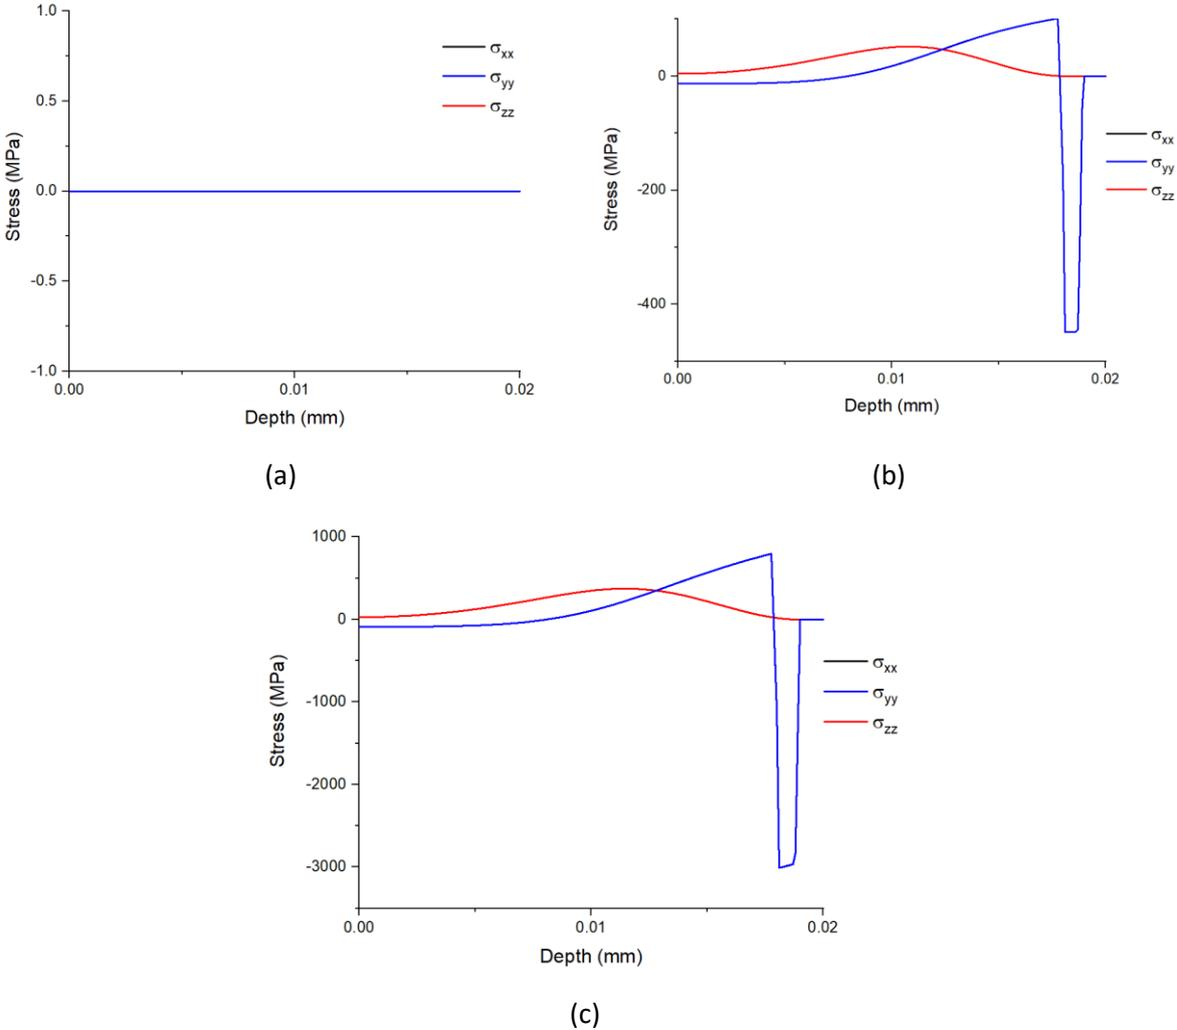 1.0
0.5
0.0
-0.5
-1.0
Stress (MPa)
σxx
σyy
σzz
0.00
0.01
0.02
Depth (mm)
(a)
0
-200
-400
Stress (MPa)
σxx
σyy
σzz
0.00
0.01
0.02
Depth (mm)
(b)
1000
0
-1000
-2000
-3000
Stress (MPa)
σxx
σyy
σzz
0.00
0.01
0.02
Depth (mm)
(c)